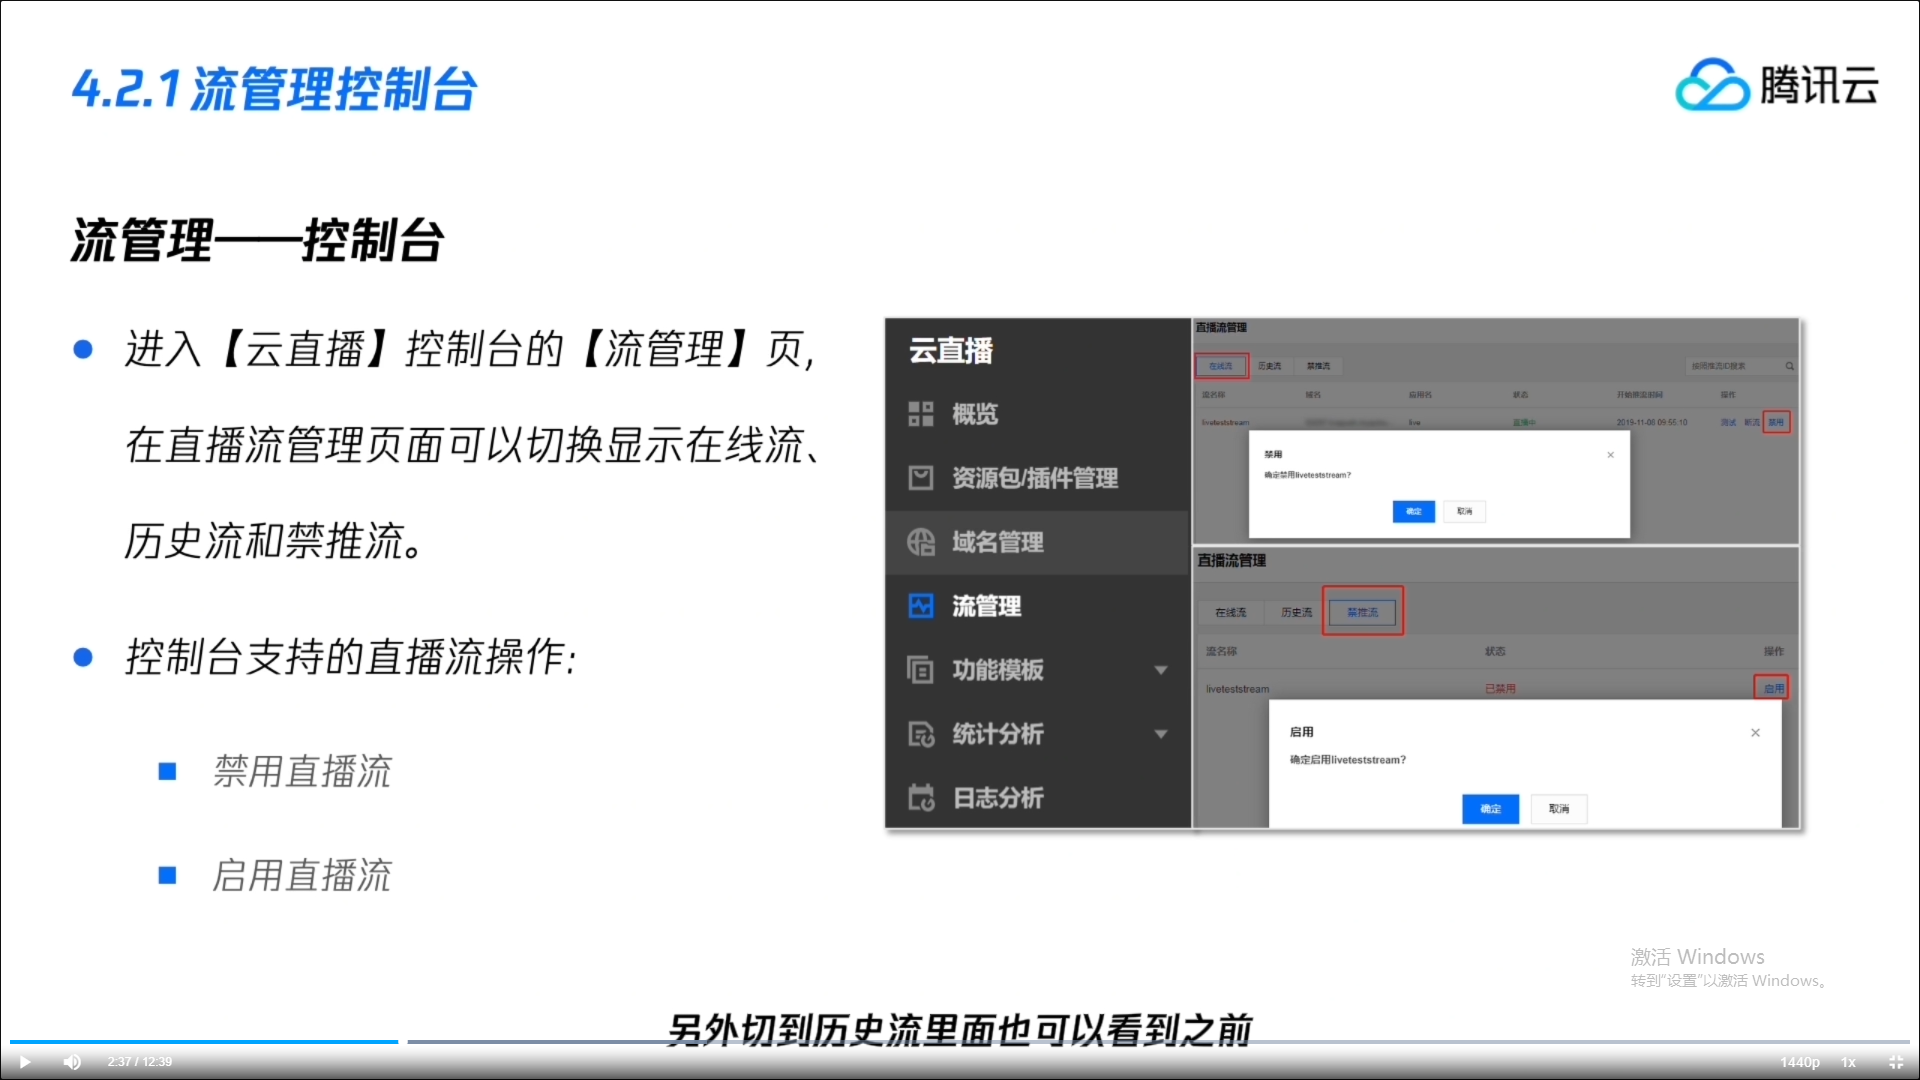 4.2.1 流管理控制台
腾讯云
流管理——控制台
进入【云直播】控制台的【流管理】页,
在直播流管理页面可以切换显示在线流、
历史流和禁推流。
控制台支持的直播流操作:
禁用直播流
启用直播流
云直播
概览
资源包/插件管理
域名管理
流管理
功能模板
统计分析
日志分析
直播流管理
在线流 历史流 禁推流
流名称 域名 应用名 状态 开始推流时间 操作
liveteststream live 直播中 2019-11-08 09:55:10 测试 断流 禁用
禁用
确定禁用liveteststream?
确定 取消
直播流管理
在线流 历史流 禁推流
流名称 状态 操作
liveteststream 已禁用 启用
启用
确定启用liveteststream?
确定 取消
激活 Windows
转到“设置”以激活 Windows。
另外切到历史流里面也可以看到之前
2:37 / 12:39
1440p 1x